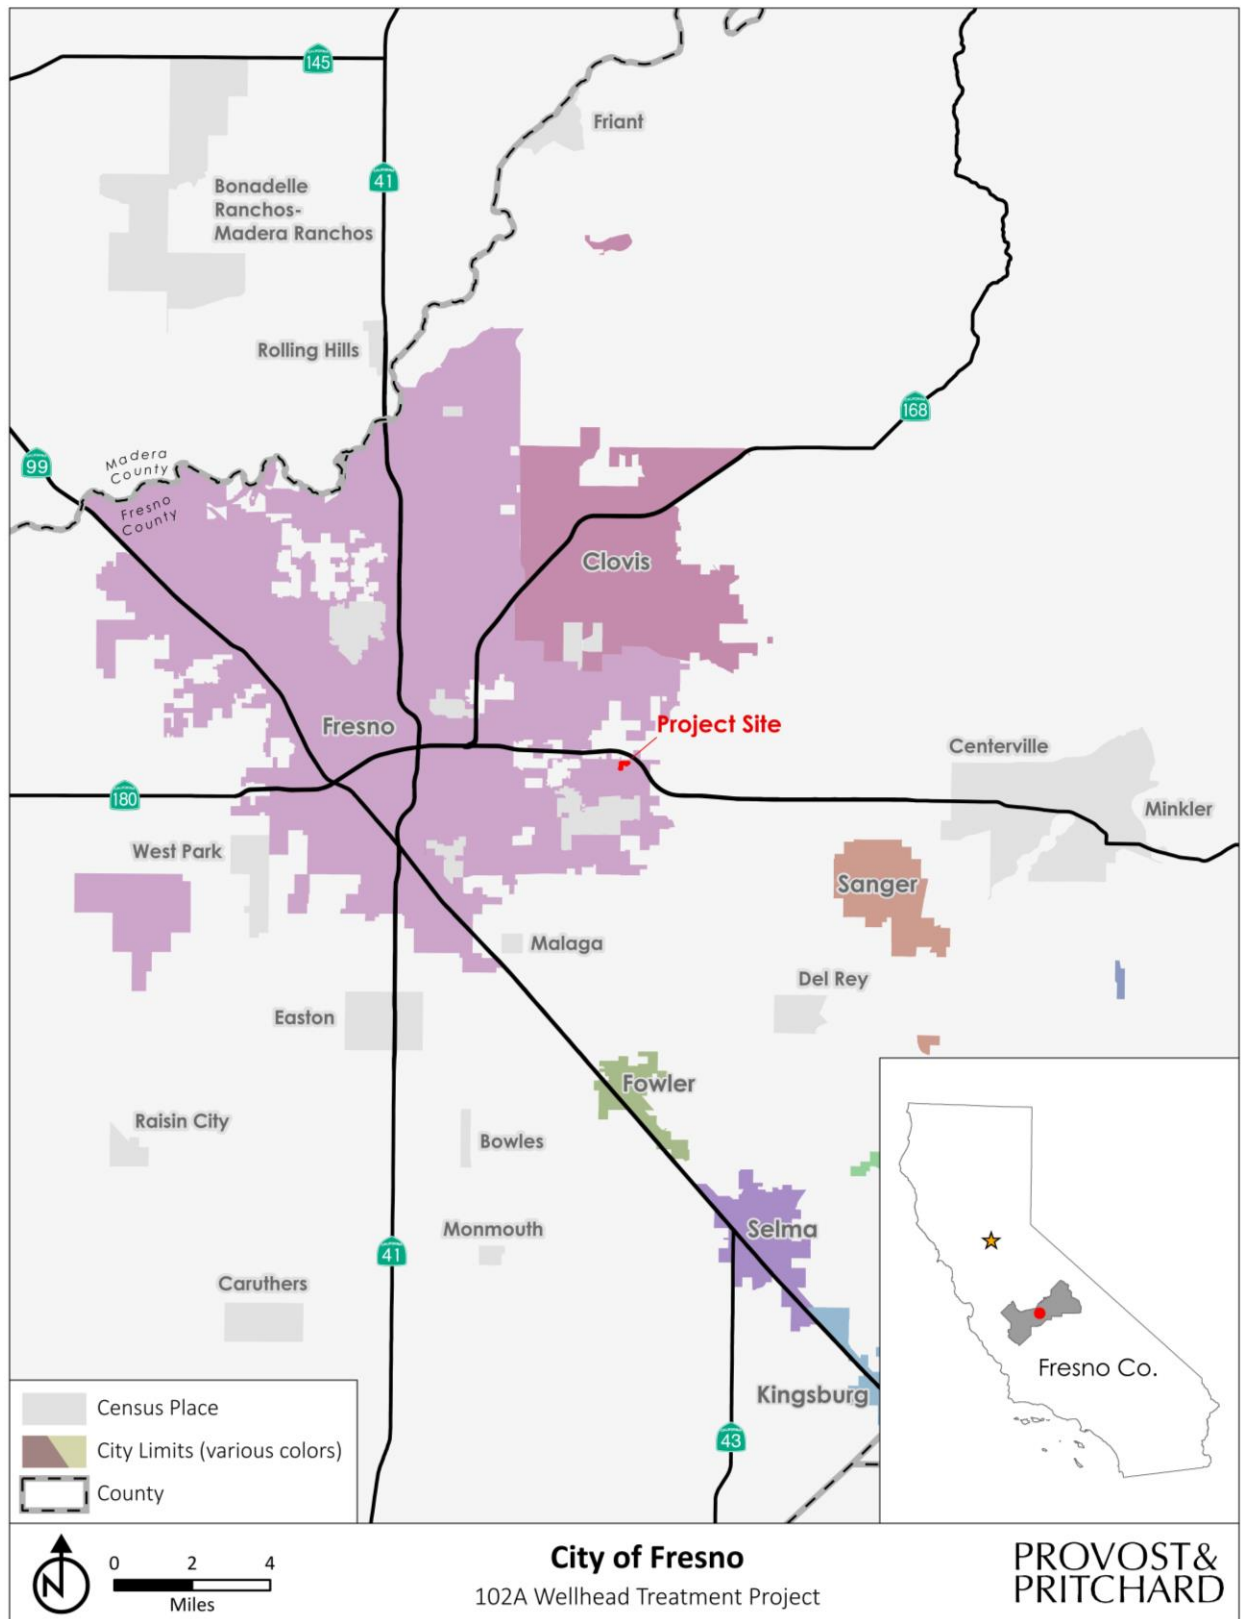 145
Friant
41
Bonadelle
Ranchos-
Madera Ranchos
Rolling Hills
168
99
Madera
County
Fresno
County
Clovis
Fresno
Project Site
Centerville
180
Minkler
West Park
Sanger
Malaga
Del Rey
Easton
Fowler
Raisin City
Bowles
Selma
Monmouth
41
Caruthers
Fresno Co.
Kingsburg
43
Census Place
City Limits (various colors)
County
N
0 2 4
Miles
City of Fresno
102A Wellhead Treatment Project
PROVOST&
PRITCHARD